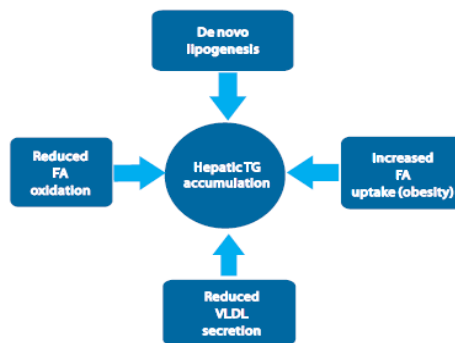 De novo
lipogenesis
Reduced
FA
oxidation
Hepatic TG
accumulation
Increased
FA
uptake (obesity)
Reduced
VLDL
secretion